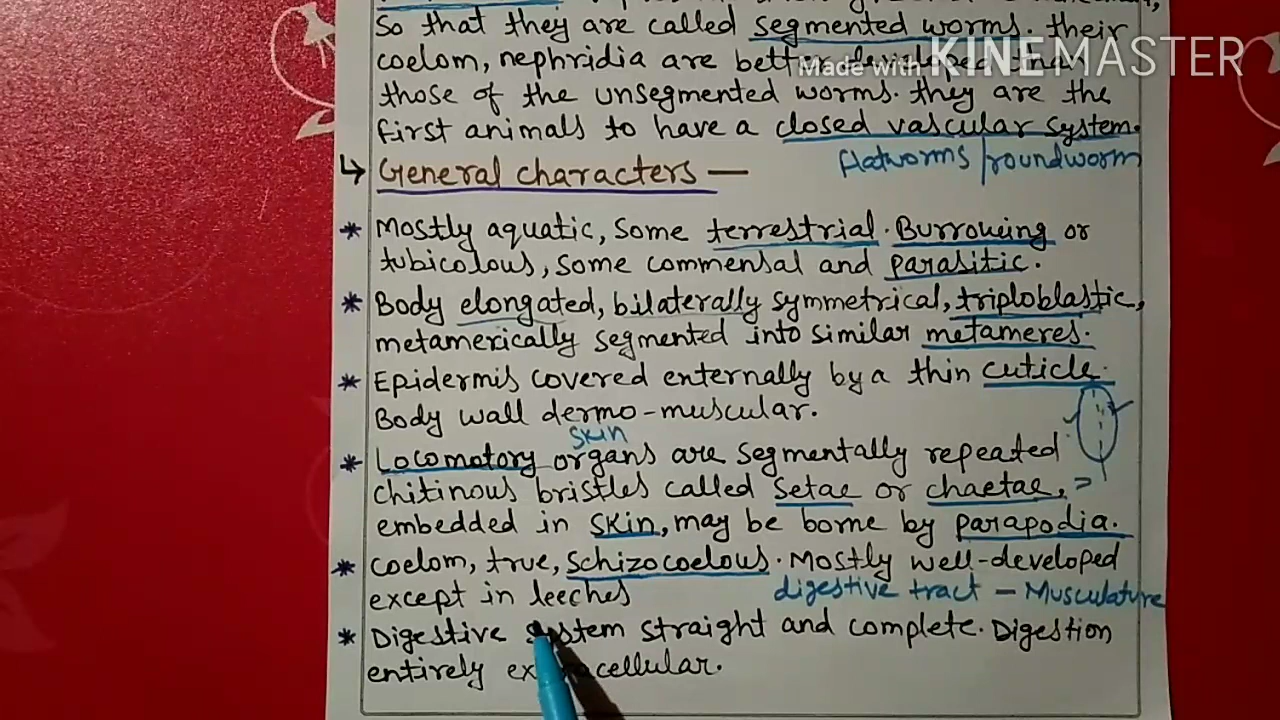 So that they are called segmented worms. their
Made with KINEMASTER
coelom, nephridia are better developed than
those of the unsegmented worms. they are the
first animals to have a closed vascular system.
flatworms / roundworm
↳ General characters —
* Mostly aquatic, some terrestrial. Burrowing or
tubicolous, some commensal and parasitic.
* Body elongated, bilaterally symmetrical, triploblastic,
metamerically segmented into similar metameres.
* Epidermis covered enternally by a thin cuticle.
Body wall dermo-muscular.
skin
* Locomotory organs are segmentally repeated
chitinous bristles called setae or chaetae,
embedded in skin, may be borne by parapodia.
* coelom, true, schizocoelous. Mostly well-developed
except in leeches
digestive tract — Musculature
* Digestive system straight and complete. Digestion
entirely extracellular.